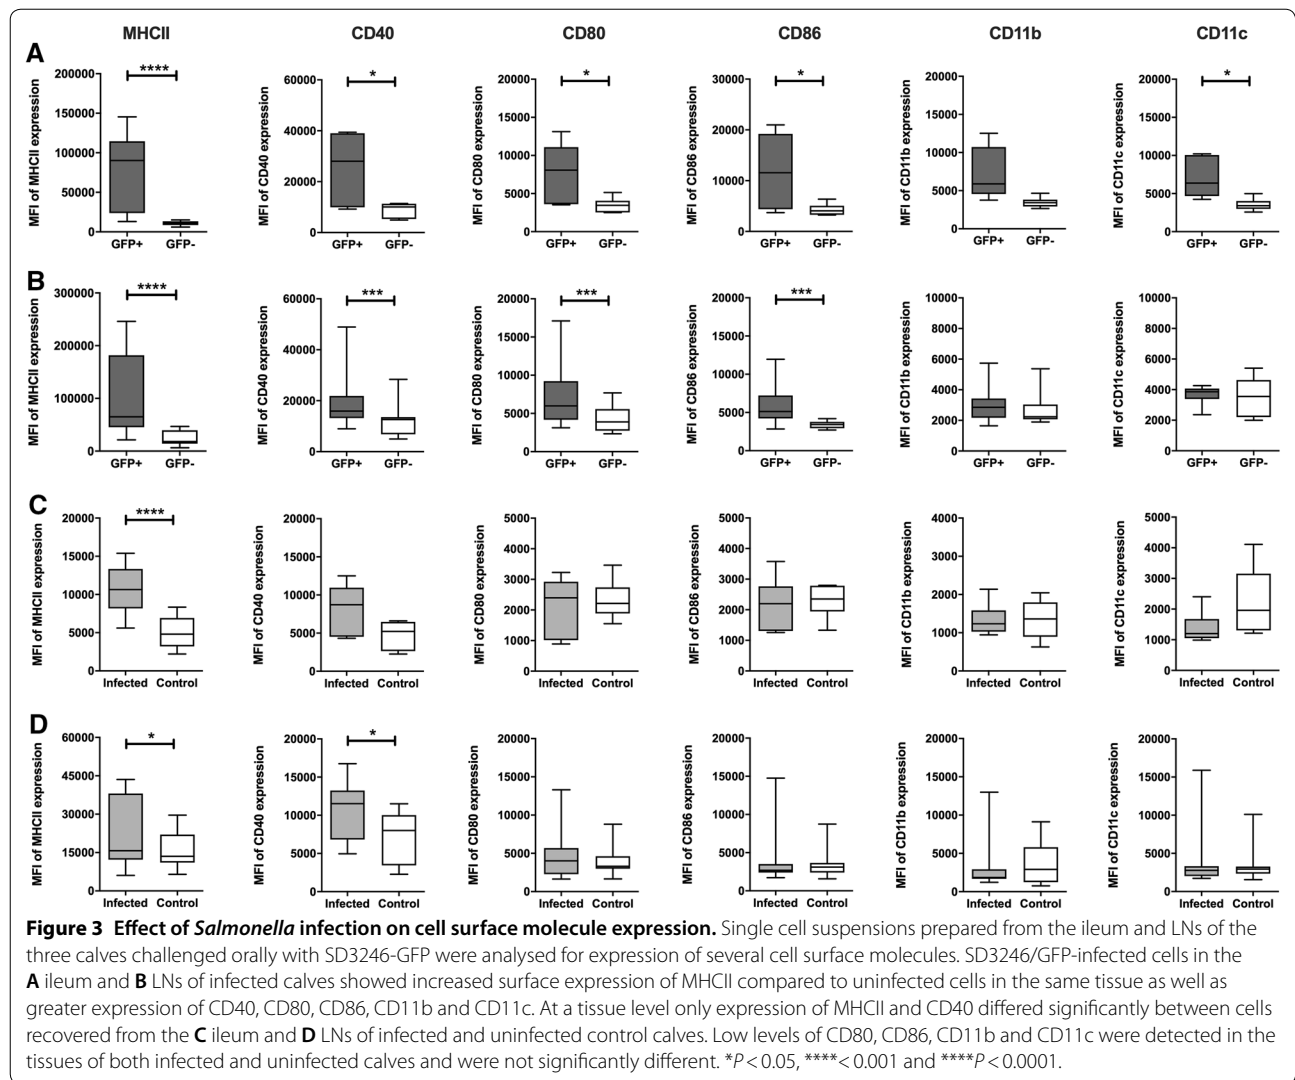 MHCII CD40 CD80 CD86 CD11b CD11c
A
MFI of MHCII expression
200000
150000
100000
50000
0
****
GFP+ GFP-
MFI of CD40 expression
60000
40000
20000
0
*
GFP+ GFP-
MFI of CD80 expression
20000
15000
10000
5000
0
*
GFP+ GFP-
MFI of CD86 expression
30000
20000
10000
0
*
GFP+ GFP-
MFI of CD11b expression
20000
15000
10000
5000
0
GFP+ GFP-
MFI of CD11c expression
20000
15000
10000
5000
0
*
GFP+ GFP-
B
MFI of MHCII expression
300000
200000
100000
0
****
GFP+ GFP-
MFI of CD40 expression
60000
40000
20000
0
***
GFP+ GFP-
MFI of CD80 expression
20000
15000
10000
5000
0
***
GFP+ GFP-
MFI of CD86 expression
20000
15000
10000
5000
0
***
GFP+ GFP-
MFI of CD11b expression
10000
8000
6000
4000
2000
0
GFP+ GFP-
MFI of CD11c expression
10000
8000
6000
4000
2000
0
GFP+ GFP-
C
MFI of MHCII expression
20000
15000
10000
5000
0
****
Infected Control
MFI of CD40 expression
20000
15000
10000
5000
0
Infected Control
MFI of CD80 expression
5000
4000
3000
2000
1000
0
Infected Control
MFI of CD86 expression
5000
4000
3000
2000
1000
0
Infected Control
MFI of CD11b expression
4000
3000
2000
1000
0
Infected Control
MFI of CD11c expression
5000
4000
3000
2000
1000
0
Infected Control
D
MFI of MHCII expression
60000
45000
30000
15000
0
*
Infected Control
MFI of CD40 expression
20000
15000
10000
5000
0
*
Infected Control
MFI of CD80 expression
20000
15000
10000
5000
0
Infected Control
MFI of CD86 expression
20000
15000
10000
5000
0
Infected Control
MFI of CD11b expression
20000
15000
10000
5000
0
Infected Control
MFI of CD11c expression
20000
15000
10000
5000
0
Infected Control
Figure 3 Effect of Salmonella infection on cell surface molecule expression. Single cell suspensions prepared from the ileum and LNs of the
three calves challenged orally with SD3246-GFP were analysed for expression of several cell surface molecules. SD3246/GFP-infected cells in the
A ileum and B LNs of infected calves showed increased surface expression of MHCII compared to uninfected cells in the same tissue as well as
greater expression of CD40, CD80, CD86, CD11b and CD11c. At a tissue level only expression of MHCII and CD40 differed significantly between cells
recovered from the C ileum and D LNs of infected and uninfected control calves. Low levels of CD80, CD86, CD11b and CD11c were detected in the
tissues of both infected and uninfected calves and were not significantly different. *P < 0.05, ****< 0.001 and ****P < 0.0001.